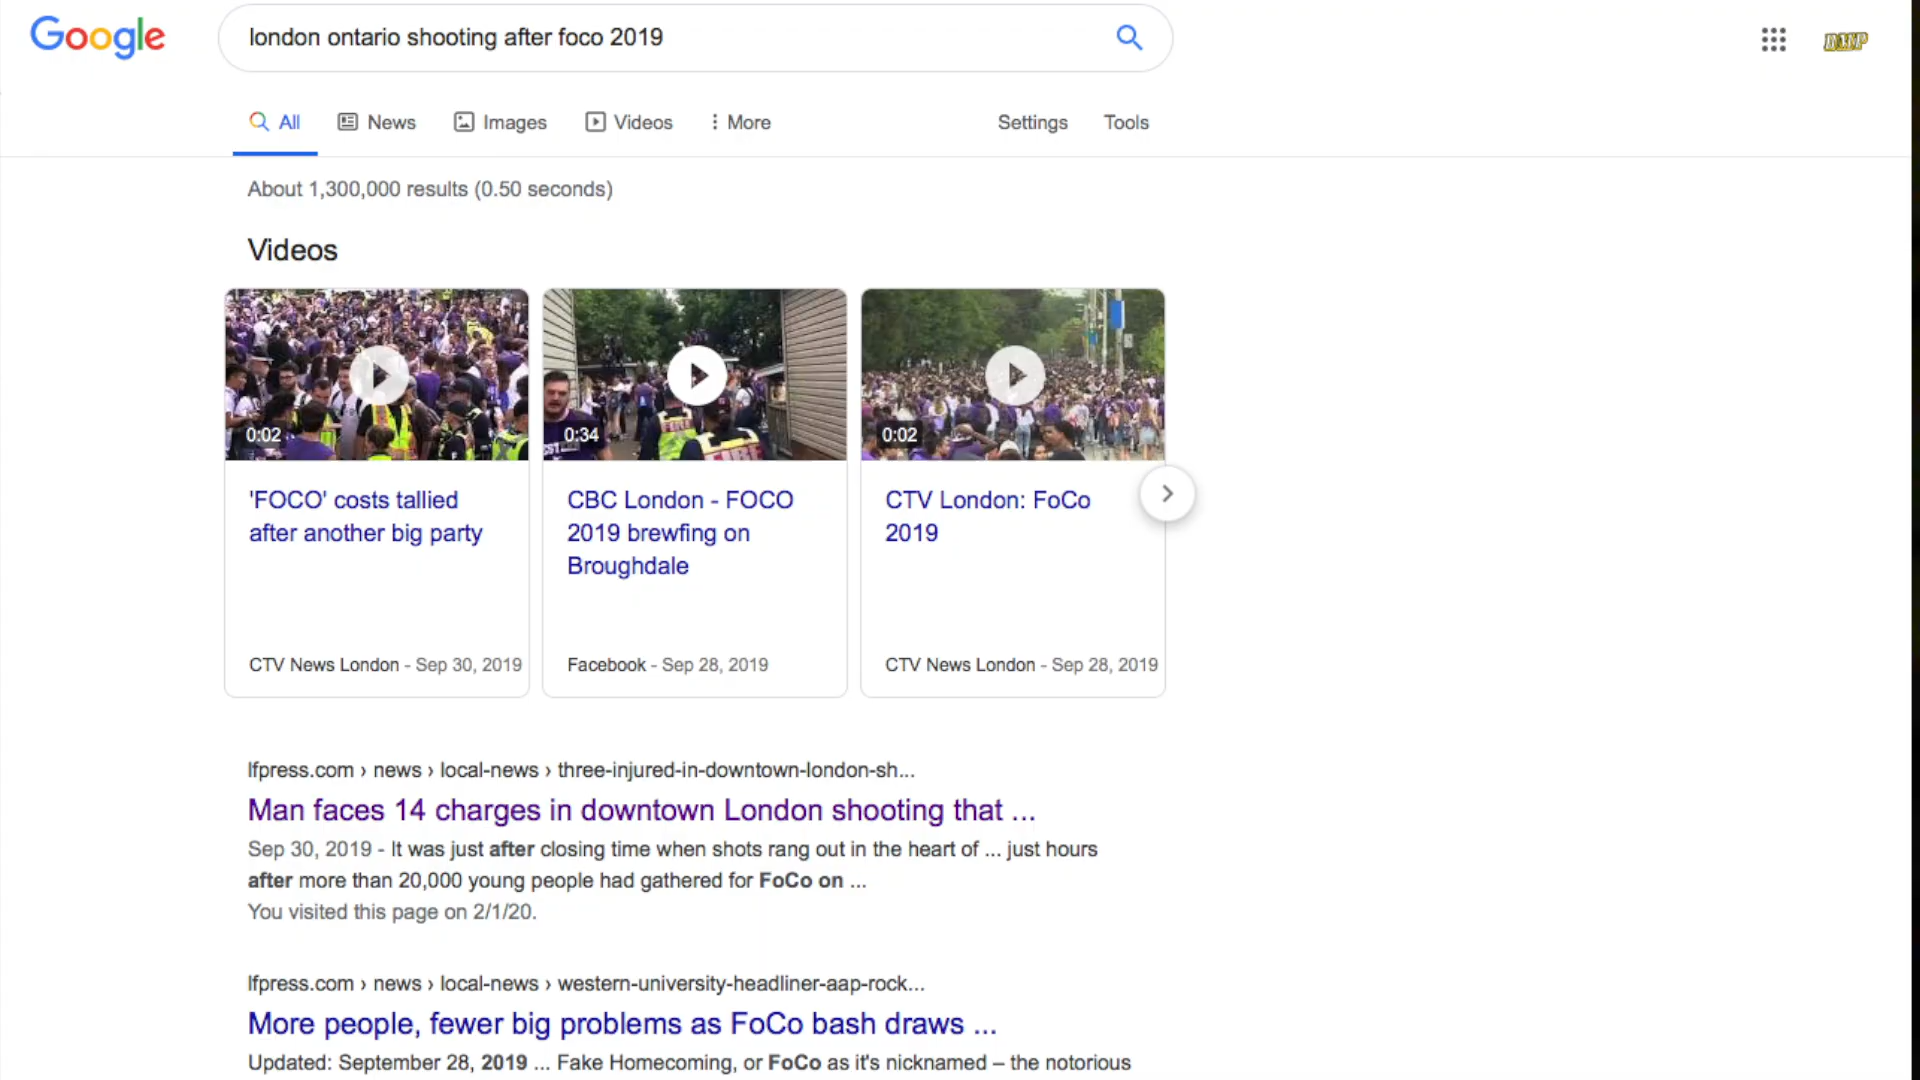 Google
london ontario shooting after foco 2019
All
News
Images
Videos
More
Settings
Tools
About 1,300,000 results (0.50 seconds)
Videos
0:02
0:34
0:02
'FOCO' costs tallied
after another big party
CTV News London - Sep 30, 2019
CBC London - FOCO
2019 brewfing on
Broughdale
Facebook - Sep 28, 2019
CTV London: FoCo
2019
CTV News London - Sep 28, 2019
lfpress.com › news › local-news › three-injured-in-downtown-london-sh...
Man faces 14 charges in downtown London shooting that ...
Sep 30, 2019 - It was just after closing time when shots rang out in the heart of ... just hours
after more than 20,000 young people had gathered for FoCo on ...
You visited this page on 2/1/20.
lfpress.com › news › local-news › western-university-headliner-aap-rock...
More people, fewer big problems as FoCo bash draws ...
Updated: September 28, 2019 ... Fake Homecoming, or FoCo as it's nicknamed – the notorious